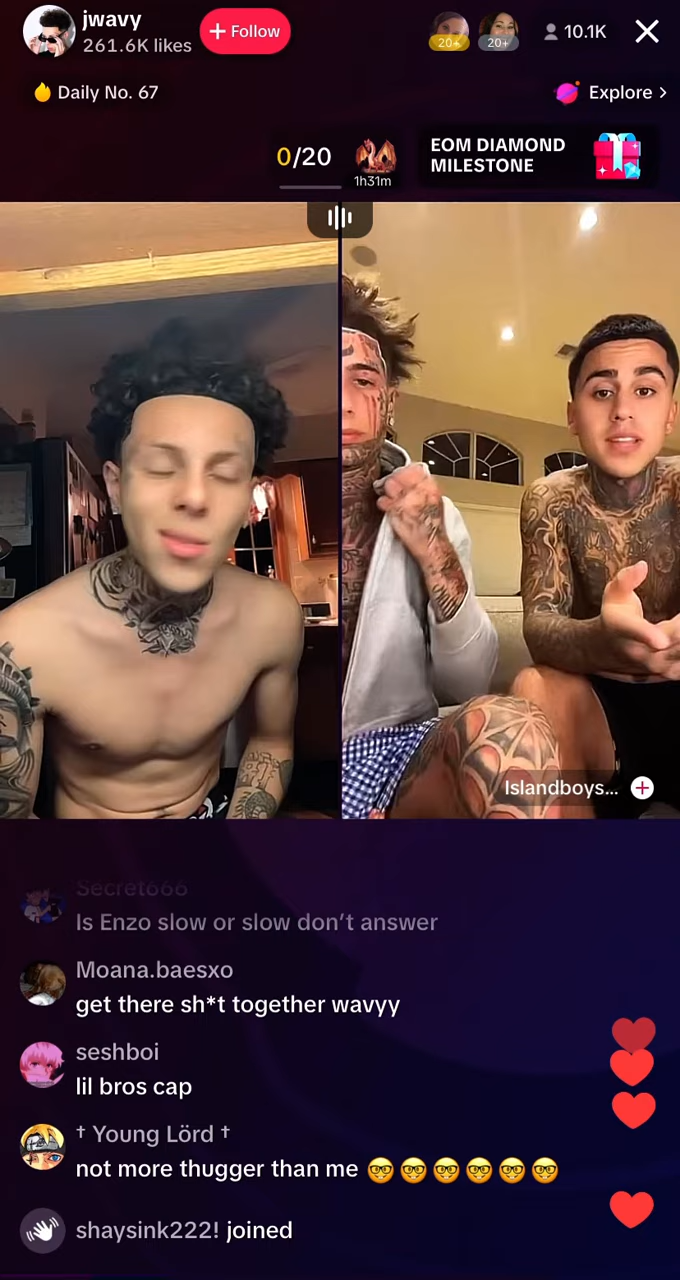 jwavy
261.6K likes
+ Follow
20+
20+
10.1K
Daily No. 67
Explore >
0/20
1h31m
EOM DIAMOND
MILESTONE
Islandboys...
Secret666
Is Enzo slow or slow don’t answer
Moana.baesxo
get there sh*t together wavyy
seshboi
lil bros cap
† Young Lörd †
not more thugger than me 🤓🤓🤓🤓🤓🤓
shaysink222! joined